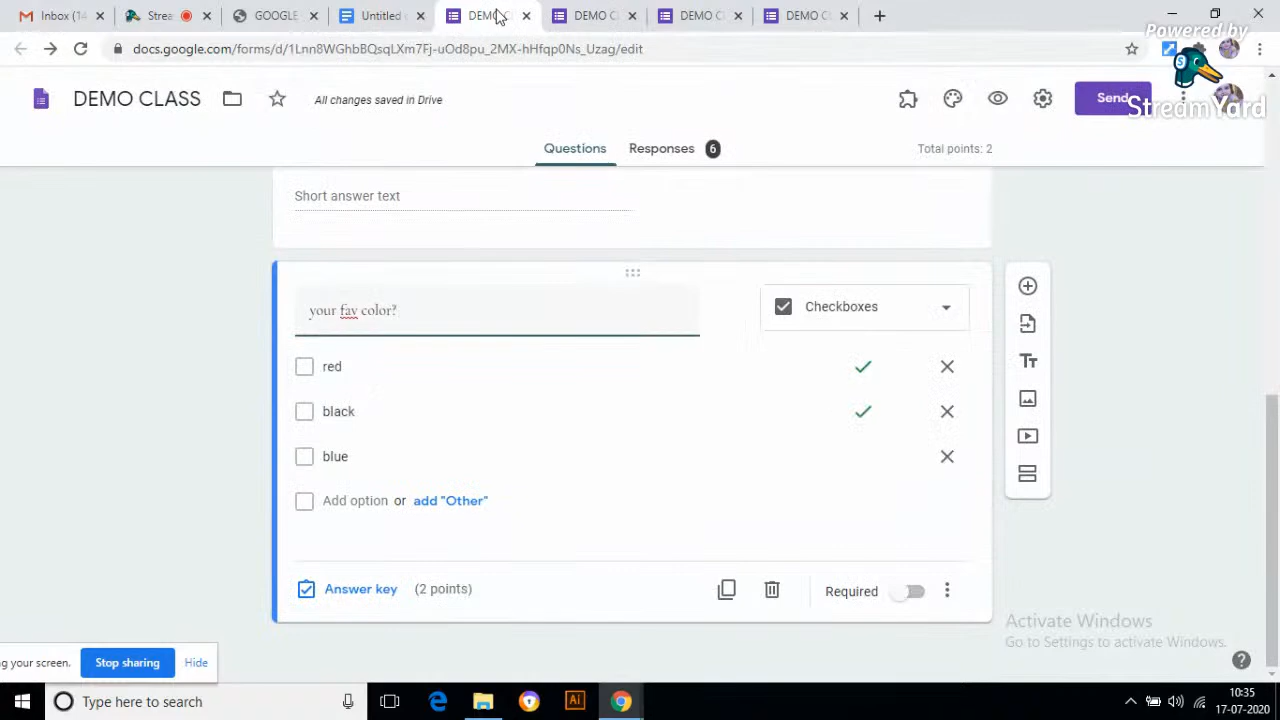 Inbox (14
Strea
GOOGLE
Untitled
DEMO C
DEMO C
DEMO C
DEMO C
docs.google.com/forms/d/1Lnn8WGhbBQsqLXm7Fj-uOd8pu_2MX-hHfqp0Ns_Uzag/edit
Powered by
StreamYard
DEMO CLASS
All changes saved in Drive
Send
Questions
Responses 6
Total points: 2
Short answer text
your fav color?
Checkboxes
red
black
blue
Add option or add "Other"
Answer key (2 points)
Required
Activate Windows
Go to Settings to activate Windows.
ng your screen.
Stop sharing
Hide
Type here to search
Ai
10:35
17-07-2020